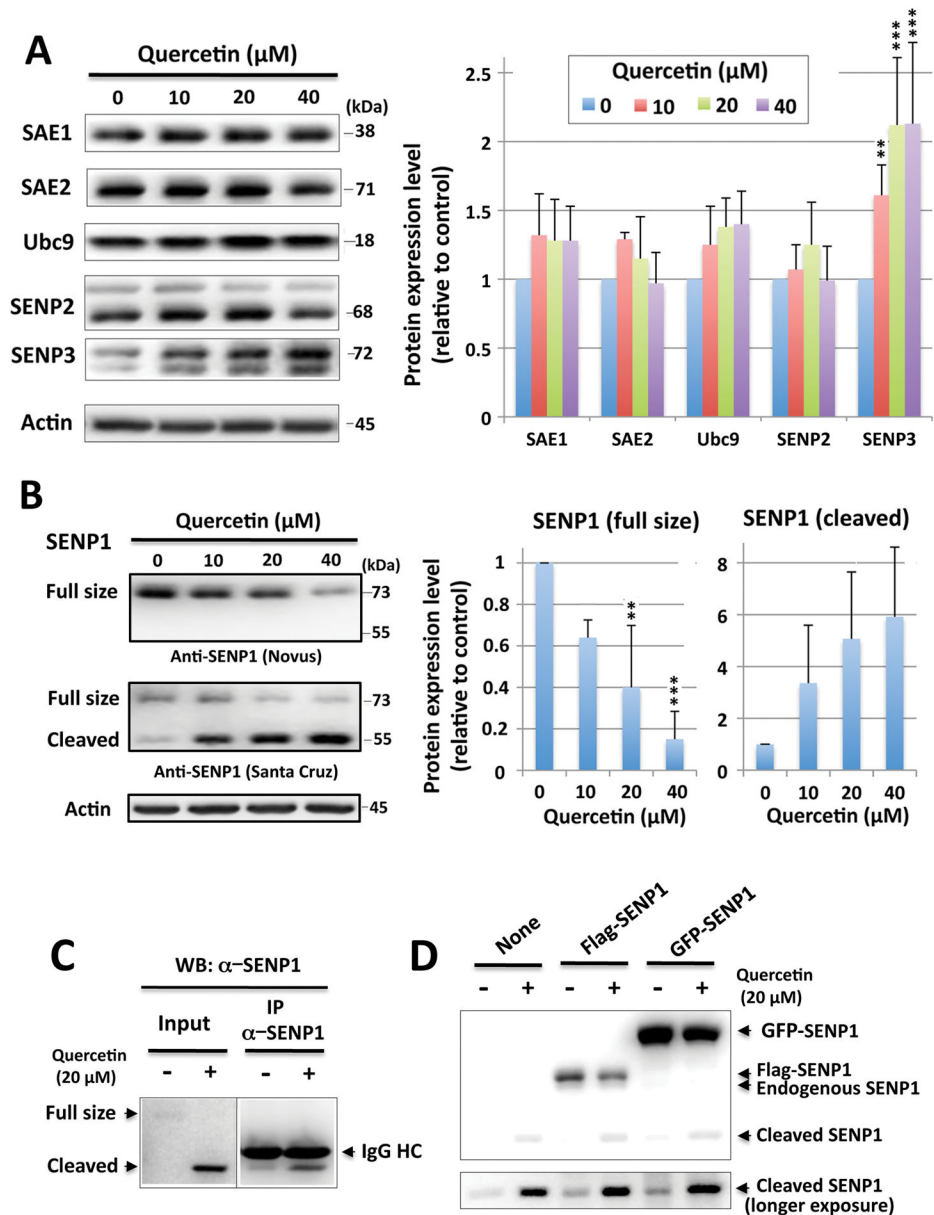 A
Quercetin (µM)
0 10 20 40 (kDa)
SAE1 –38
SAE2 –71
Ubc9 –18
SENP2 –68
SENP3 –72
Actin –45
Protein expression level
(relative to control)
Quercetin (µM)
0 10 20 40
2.5
2
1.5
1
0.5
0
** *** ***
SAE1 SAE2 Ubc9 SENP2 SENP3
B
SENP1
Quercetin (µM)
0 10 20 40 (kDa)
Full size –73
–55
Anti-SENP1 (Novus)
Full size –73
Cleaved –55
Anti-SENP1 (Santa Cruz)
Actin –45
SENP1 (full size)
Protein expression level
(relative to control)
1
0.8
0.6
0.4
0.2
0
** ***
0 10 20 40
Quercetin (µM)
SENP1 (cleaved)
8
6
4
2
0
0 10 20 40
Quercetin (µM)
C
WB: α–SENP1
Input
IP
α–SENP1
Quercetin
(20 µM)
- + - +
Full size
Cleaved
IgG HC
D
None Flag-SENP1 GFP-SENP1
- + - + - +
Quercetin
(20 µM)
GFP-SENP1
Flag-SENP1
Endogenous SENP1
Cleaved SENP1
Cleaved SENP1
(longer exposure)